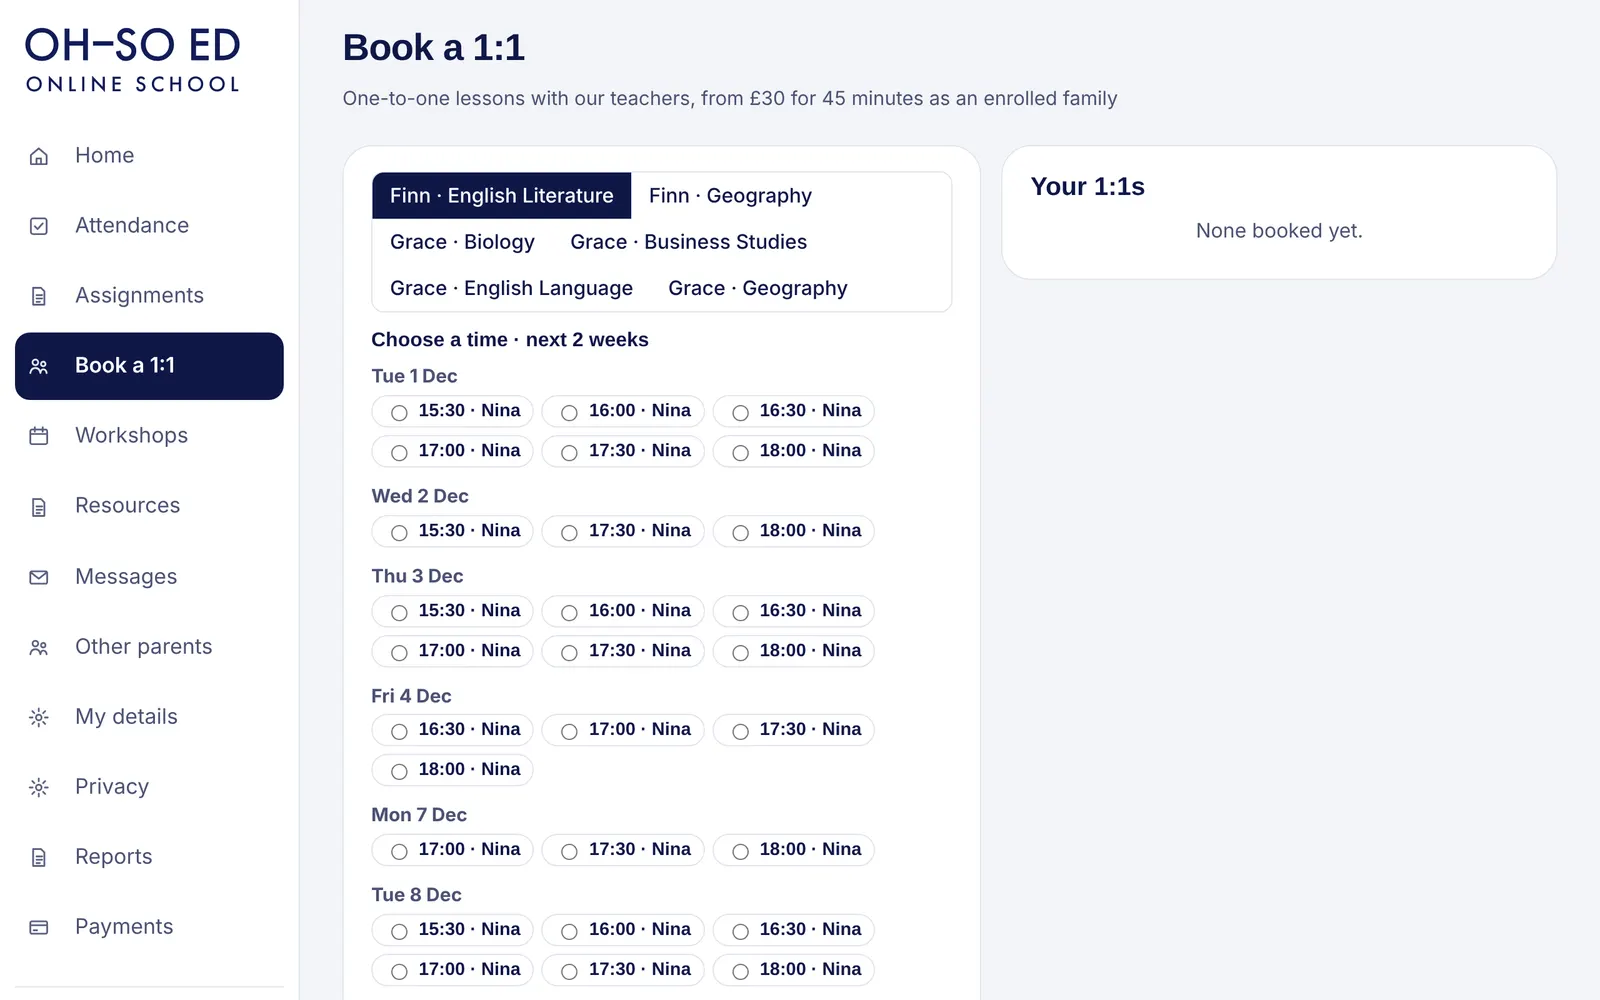 OH–SO ED
ONLINE SCHOOL
Home
Attendance
Assignments
Book a 1:1
Workshops
Resources
Messages
Other parents
My details
Privacy
Reports
Payments
Book a 1:1
One-to-one lessons with our teachers, from £30 for 45 minutes as an enrolled family
Finn · English Literature Finn · Geography
Grace · Biology Grace · Business Studies
Grace · English Language Grace · Geography
Choose a time · next 2 weeks
Tue 1 Dec
15:30 · Nina 16:00 · Nina 16:30 · Nina
17:00 · Nina 17:30 · Nina 18:00 · Nina
Wed 2 Dec
15:30 · Nina 17:30 · Nina 18:00 · Nina
Thu 3 Dec
15:30 · Nina 16:00 · Nina 16:30 · Nina
17:00 · Nina 17:30 · Nina 18:00 · Nina
Fri 4 Dec
16:30 · Nina 17:00 · Nina 17:30 · Nina
18:00 · Nina
Mon 7 Dec
17:00 · Nina 17:30 · Nina 18:00 · Nina
Tue 8 Dec
15:30 · Nina 16:00 · Nina 16:30 · Nina
17:00 · Nina 17:30 · Nina 18:00 · Nina
Your 1:1s
None booked yet.